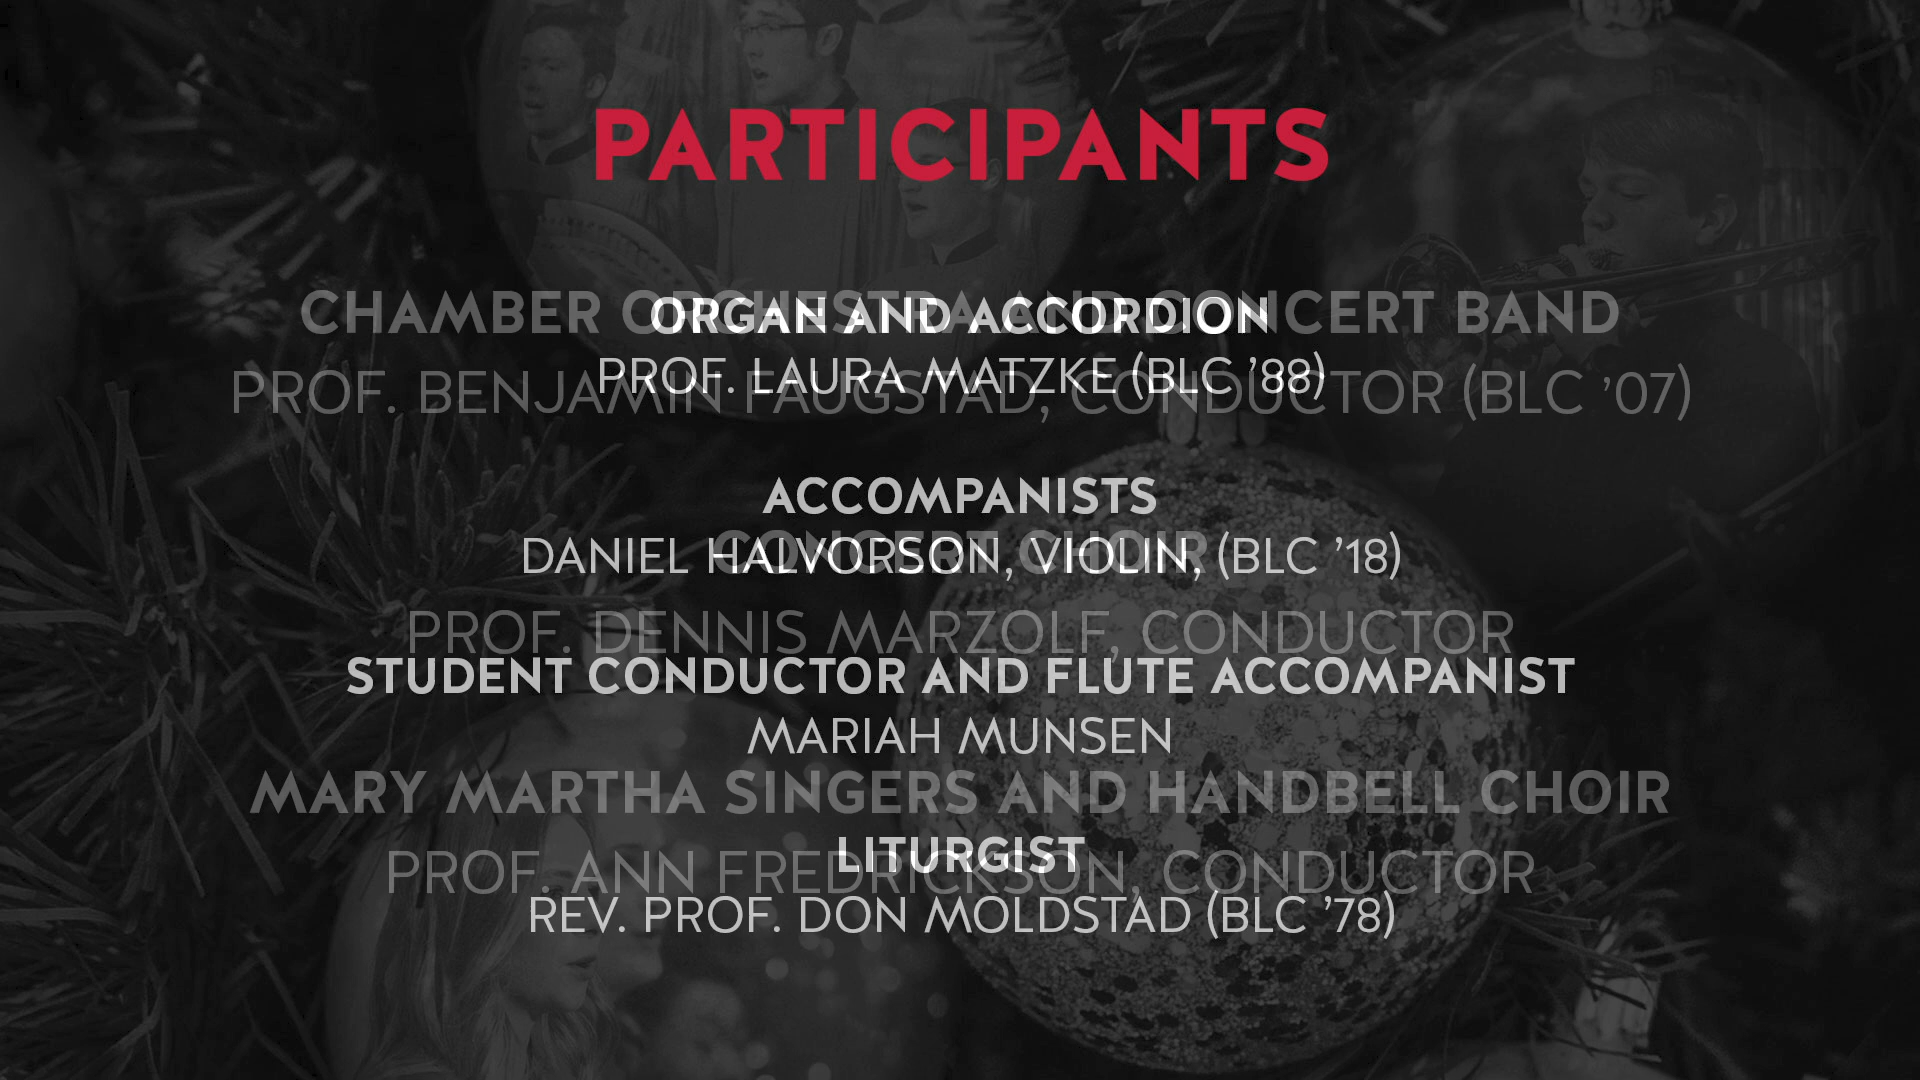 PARTICIPANTS
CHAMBER ORCHESTRA AND CONCERT BAND
ORGAN AND ACCORDION
PROF. LAURA MATZKE (BLC ’88)
PROF. BENJAMIN FAUGSTAD, CONDUCTOR (BLC ’07)
ACCOMPANISTS
CONCERT CHOIR
DANIEL HALVORSON, VIOLIN, (BLC ’18)
PROF. DENNIS MARZOLF, CONDUCTOR
STUDENT CONDUCTOR AND FLUTE ACCOMPANIST
MARIAH MUNSEN
MARY MARTHA SINGERS AND HANDBELL CHOIR
LITURGIST
PROF. ANN FREDRICKSON, CONDUCTOR
REV. PROF. DON MOLDSTAD (BLC ’78)